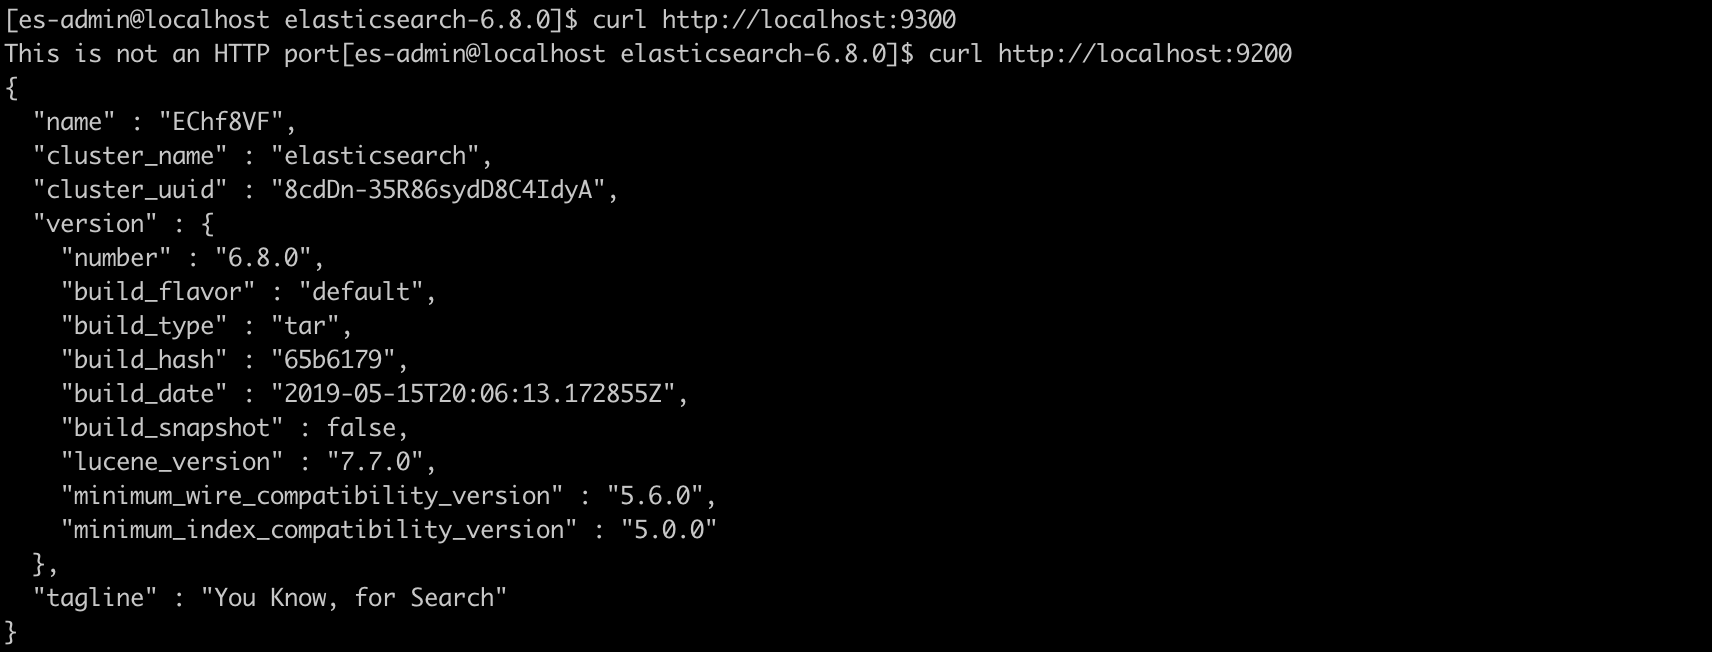 [es-admin@localhost elasticsearch-6.8.0]$ curl http://localhost:9300
This is not an HTTP port[es-admin@localhost elasticsearch-6.8.0]$ curl http://localhost:9200
{
  "name" : "EChf8VF",
  "cluster_name" : "elasticsearch",
  "cluster_uuid" : "8cdDn-35R86sydD8C4IdyA",
  "version" : {
    "number" : "6.8.0",
    "build_flavor" : "default",
    "build_type" : "tar",
    "build_hash" : "65b6179",
    "build_date" : "2019-05-15T20:06:13.172855Z",
    "build_snapshot" : false,
    "lucene_version" : "7.7.0",
    "minimum_wire_compatibility_version" : "5.6.0",
    "minimum_index_compatibility_version" : "5.0.0"
  },
  "tagline" : "You Know, for Search"
}